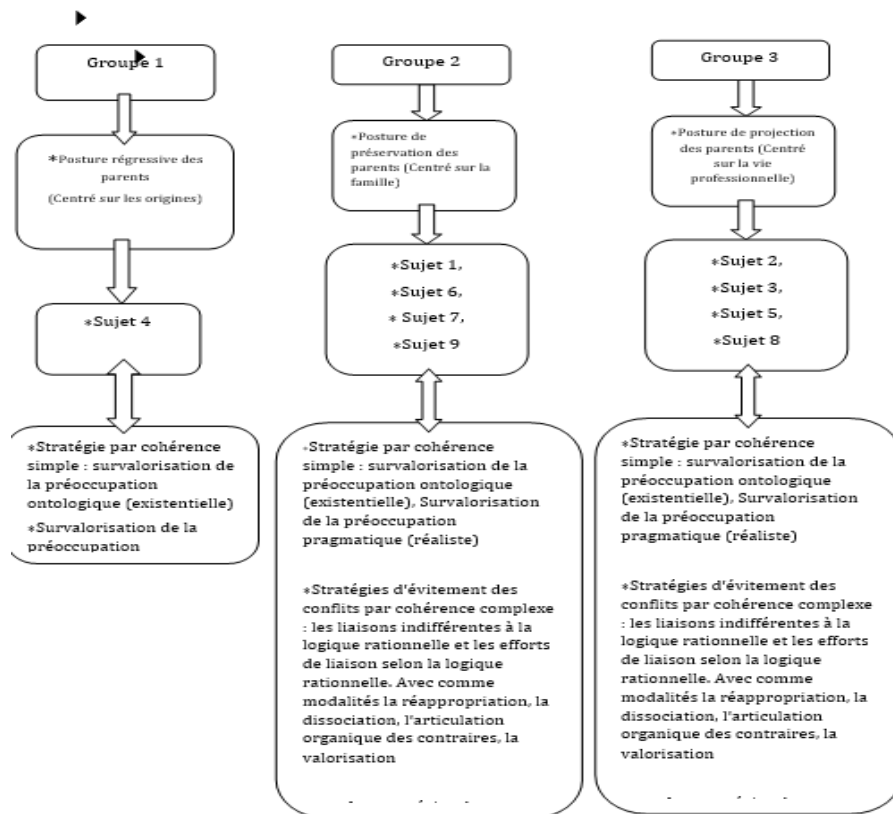 Groupe 1
*Posture régressive des
parents
(Centré sur les origines)
*Sujet 4
*Stratégie par cohérence
simple : survalorisation de
la préoccupation
ontologique (existentielle)
*Survalorisation de la
préoccupation
Groupe 2
*Posture de
préservation des
parents (Centré sur la
famille)
*Sujet 1,
*Sujet 6,
* Sujet 7,
*Sujet 9
*Stratégie par cohérence
simple : survalorisation de la
préoccupation ontologique
(existentielle), Survalorisation
de la préoccupation
pragmatique (réaliste)
*Stratégies d'évitement des
conflits par cohérence complexe
: les liaisons indifférentes à la
logique rationnelle et les efforts
de liaison selon la logique
rationnelle. Avec comme
modalités la réappropriation, la
dissociation, l'articulation
organique des contraires, la
valorisation
Groupe 3
*Posture de projection
des parents (Centré
sur la vie
professionnelle)
*Sujet 2,
*Sujet 3,
*Sujet 5,
*Sujet 8
*Stratégie par cohérence
simple : survalorisation de la
préoccupation ontologique
(existentielle), Survalorisation
de la préoccupation
pragmatique (réaliste)
*Stratégies d'évitement des
conflits par cohérence complexe
: les liaisons indifférentes à la
logique rationnelle et les efforts
de liaison selon la logique
rationnelle. Avec comme
modalités la réappropriation, la
dissociation, l'articulation
organique des contraires, la
valorisation